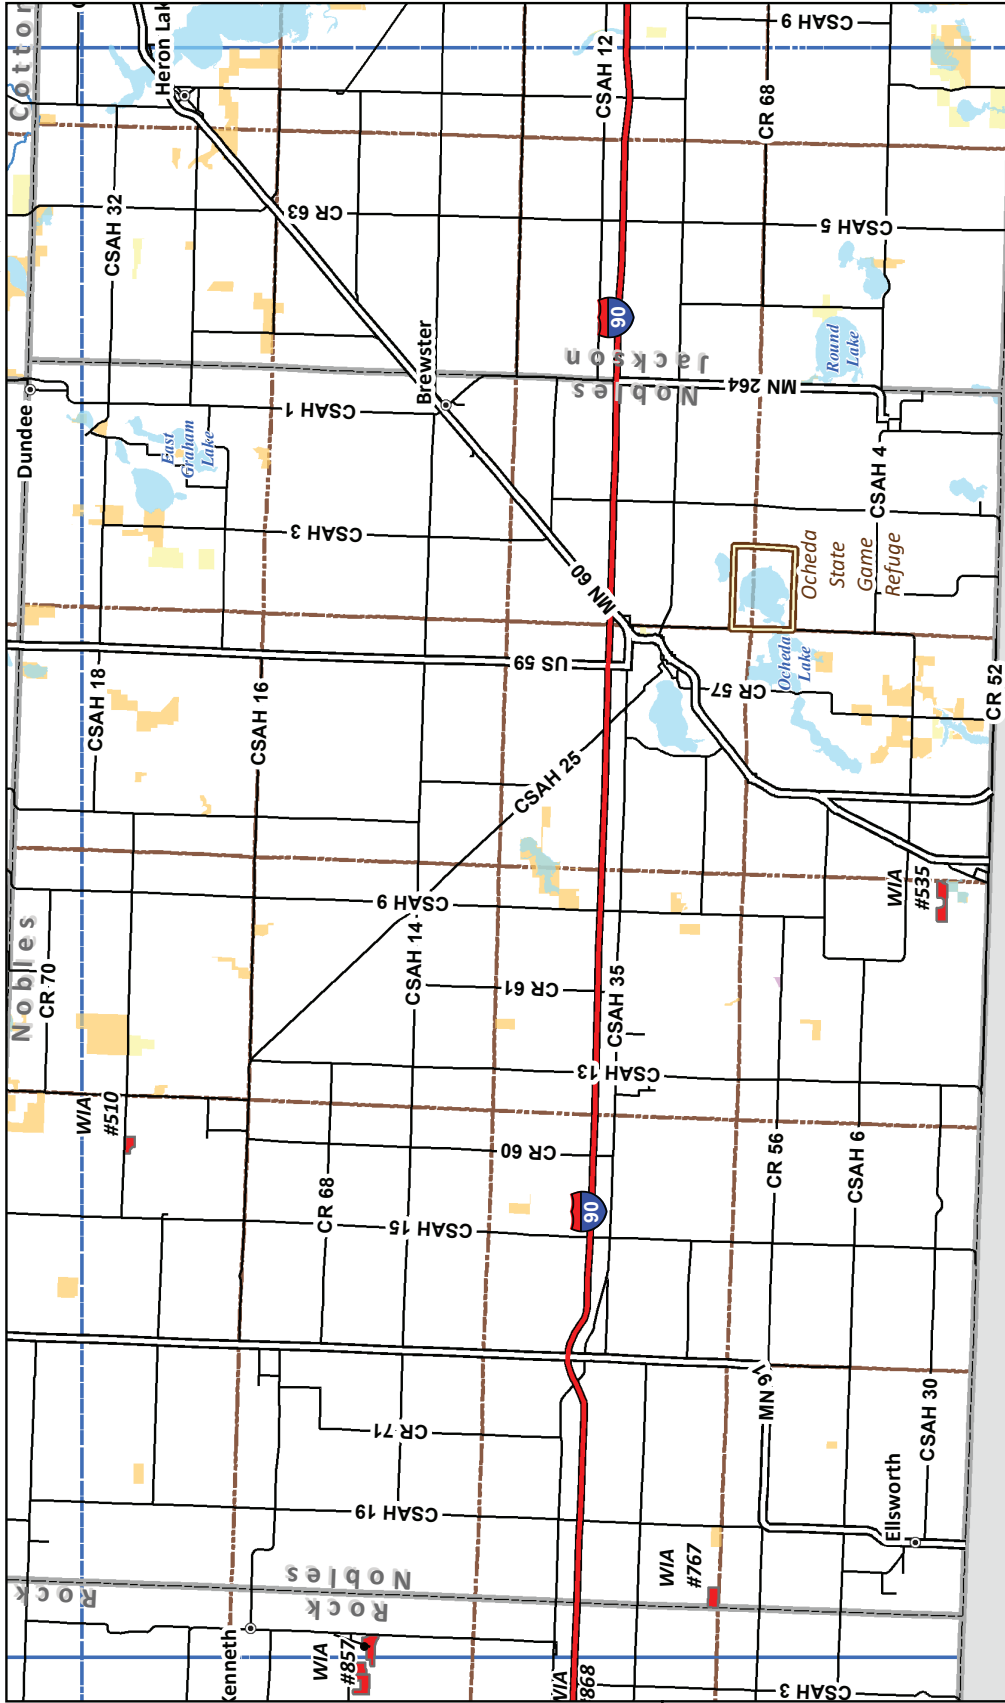 Cotton
Heron Lake
CSAH 9
CSAH 12
CR 68
CSAH 32
CR 63
CSAH 5
90
Jackson
Nobles
Brewster
Dundee
CSAH 1
MN 264
Round
Lake
East
Graham
Lake
CSAH 3
CSAH 4
MN 60
Ocheda
State
Game
Refuge
US 59
CSAH 18
CSAH 16
CR 57
Ocheda
Lake
CR 52
CSAH 25
CSAH 9
CSAH 14
WIA
#535
Nobles
CR 70
CR 61
CSAH 35
CSAH 13
WIA
#510
CR 60
CR 68
CR 56
CSAH 6
CSAH 15
90
MN 91
CSAH 30
CR 71
CSAH 19
Ellsworth
Rock
Nobles
Rock
WIA
#767
Kenneth
WIA
#857
WIA
868
CSAH 3